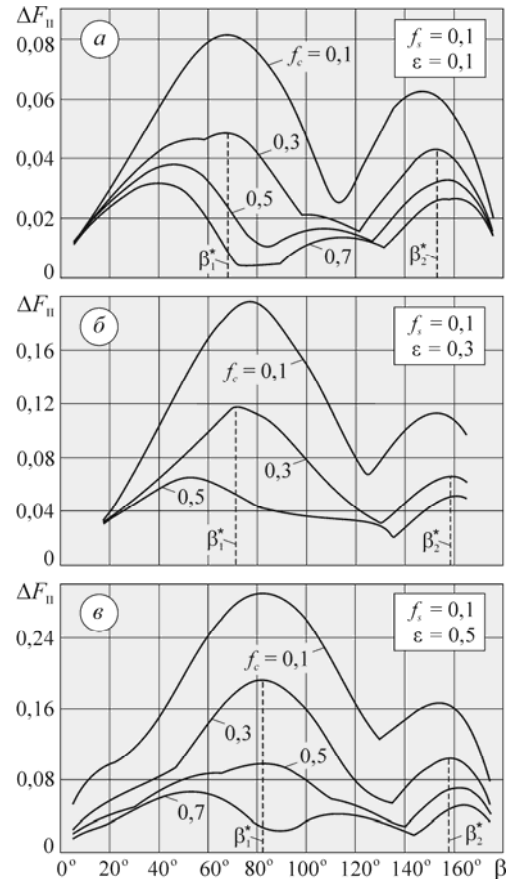 ΔFп
0,08
0,06
0,04
0,02
0
а
fc = 0,1
0,3
0,5
0,7
fs = 0,1
ε = 0,1
β1*
β2*
0,16
0,12
0,08
0,04
0
ΔFп
б
fc = 0,1
0,3
0,5
fs = 0,1
ε = 0,3
β1*
β2*
ΔFп
0,24
0,16
0,08
0
в
fc = 0,1
0,3
0,5
0,7
fs = 0,1
ε = 0,5
β1*
β2*
0° 20° 40° 60° 80° 100° 120° 140° 160° β